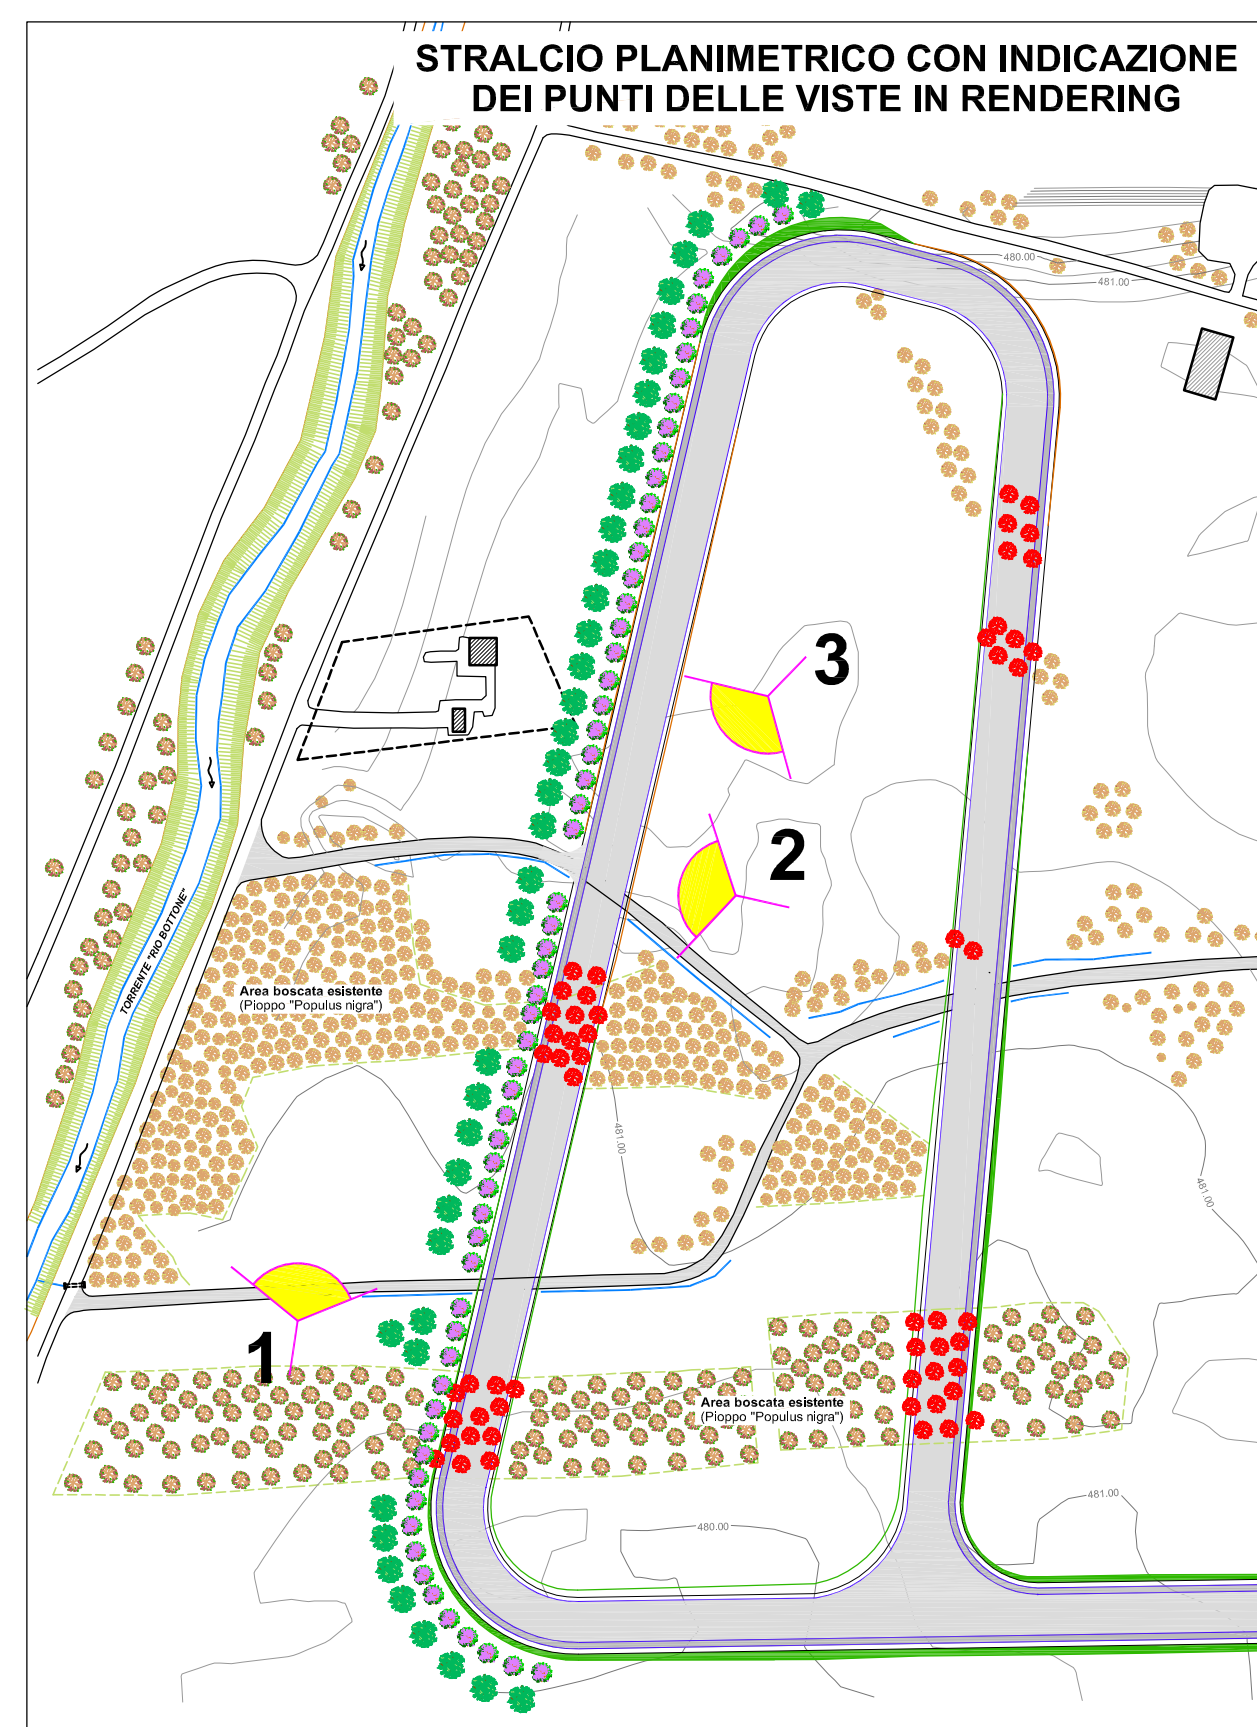 STRALCIO PLANIMETRICO CON INDICAZIONE
DEI PUNTI DELLE VISTE IN RENDERING
480.00
481.00
3
2
TORRENTE "RIO BOTTONE"
Area boscata esistente
(Pioppo "Populus nigra")
481.00
481.00
1
Area boscata esistente
(Pioppo "Populus nigra")
481.00
480.00